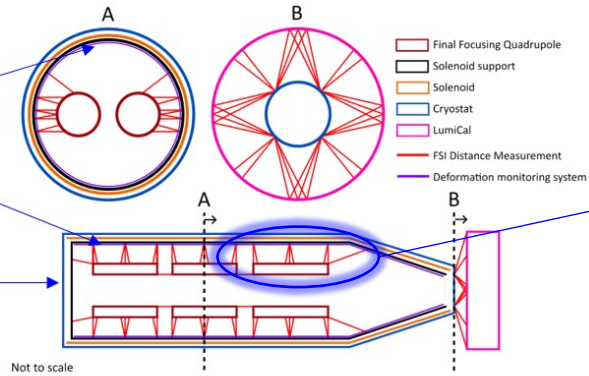 A
B
Final Focusing Quadrupole
Solenoid support
Solenoid
Cryostat
LumiCal
FSI Distance Measurement
Deformation monitoring system
A
B
Not to scale